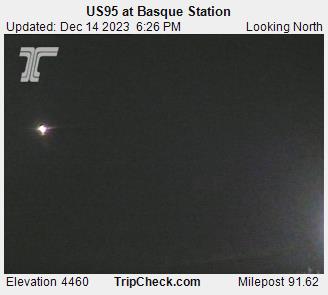 US95 at Basque Station
Updated: Dec 14 2023 6:26 PM Looking North
Elevation 4460 TripCheck.com Milepost 91.62